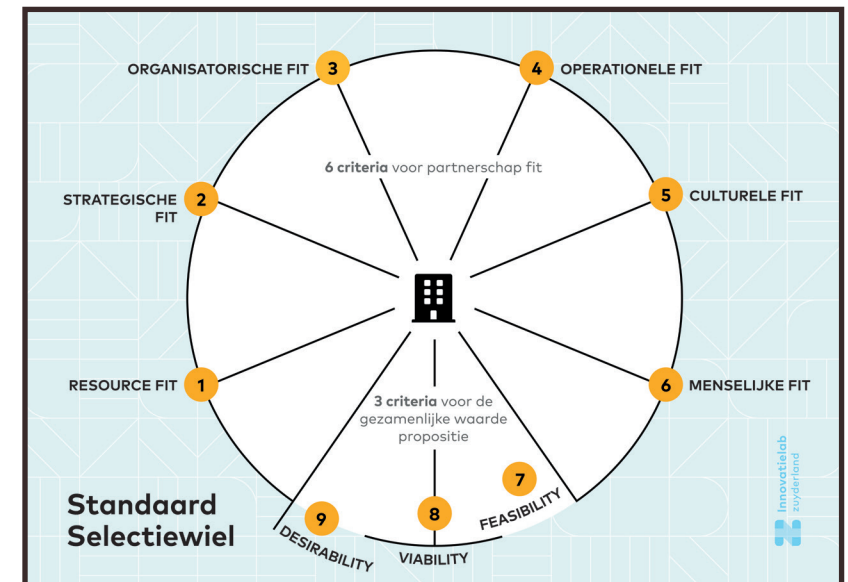 ORGANISATORISCHE FIT
3
4
OPERATIONELE FIT
6 criteria voor partnerschap fit
STRATEGISCHE
FIT
2
5
CULTURELE FIT
RESOURCE FIT
1
6
MENSELIJKE FIT
3 criteria voor de
gezamenlijke waarde
propositie
7
FEASIBILITY
8
VIABILITY
9
DESIRABILITY
Standaard
Selectiewiel
Innovatielab
zuyderland